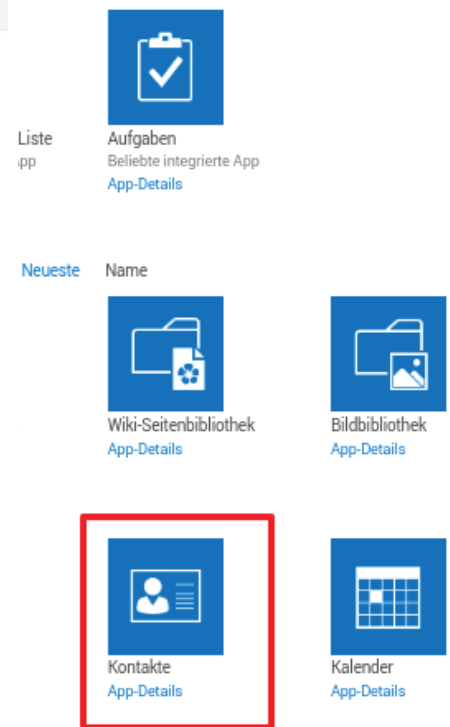 Liste
Aufgaben
Beliebte integrierte App
App-Details
Neueste Name
Wiki-Seitenbibliothek
Bildbibliothek
App-Details
App-Details
Kontakte
Kalender
App-Details
App-Details